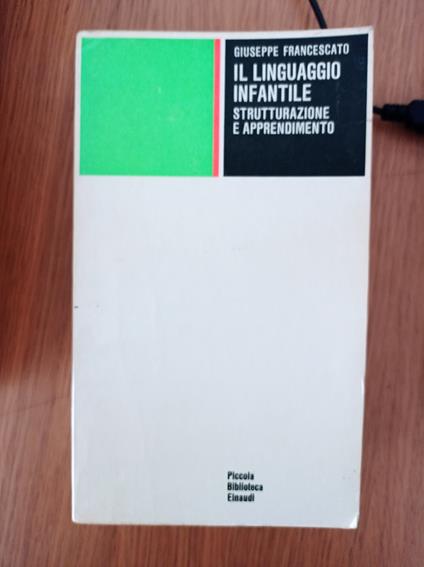 GIUSEPPE FRANCESCATO
IL LINGUAGGIO
INFANTILE
STRUTTURAZIONE
E APPRENDIMENTO
Piccola
Biblioteca
Einaudi